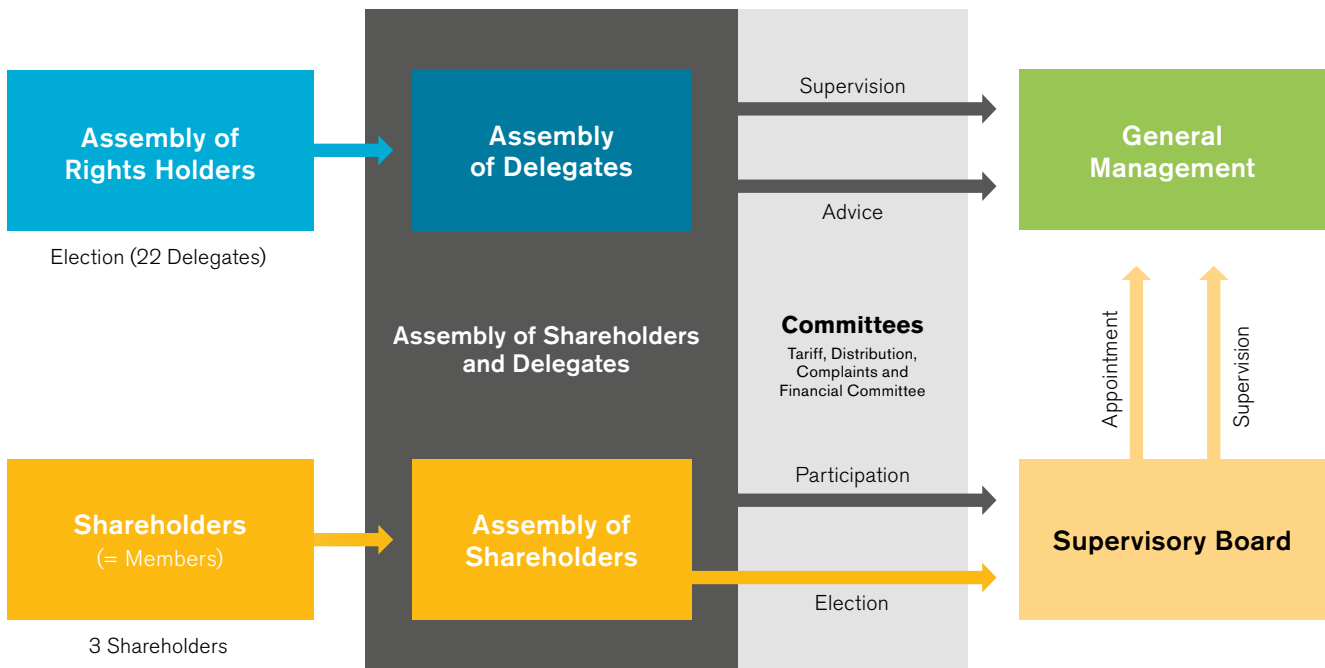 Assembly of
Rights Holders
Election (22 Delegates)
Assembly
of Delegates
Supervision
Advice
General
Management
Assembly of Shareholders
and Delegates
Committees
Tariff, Distribution,
Complaints and
Financial Committee
Appointment
Supervision
Shareholders
(= Members)
3 Shareholders
Assembly of
Shareholders
Participation
Election
Supervisory Board